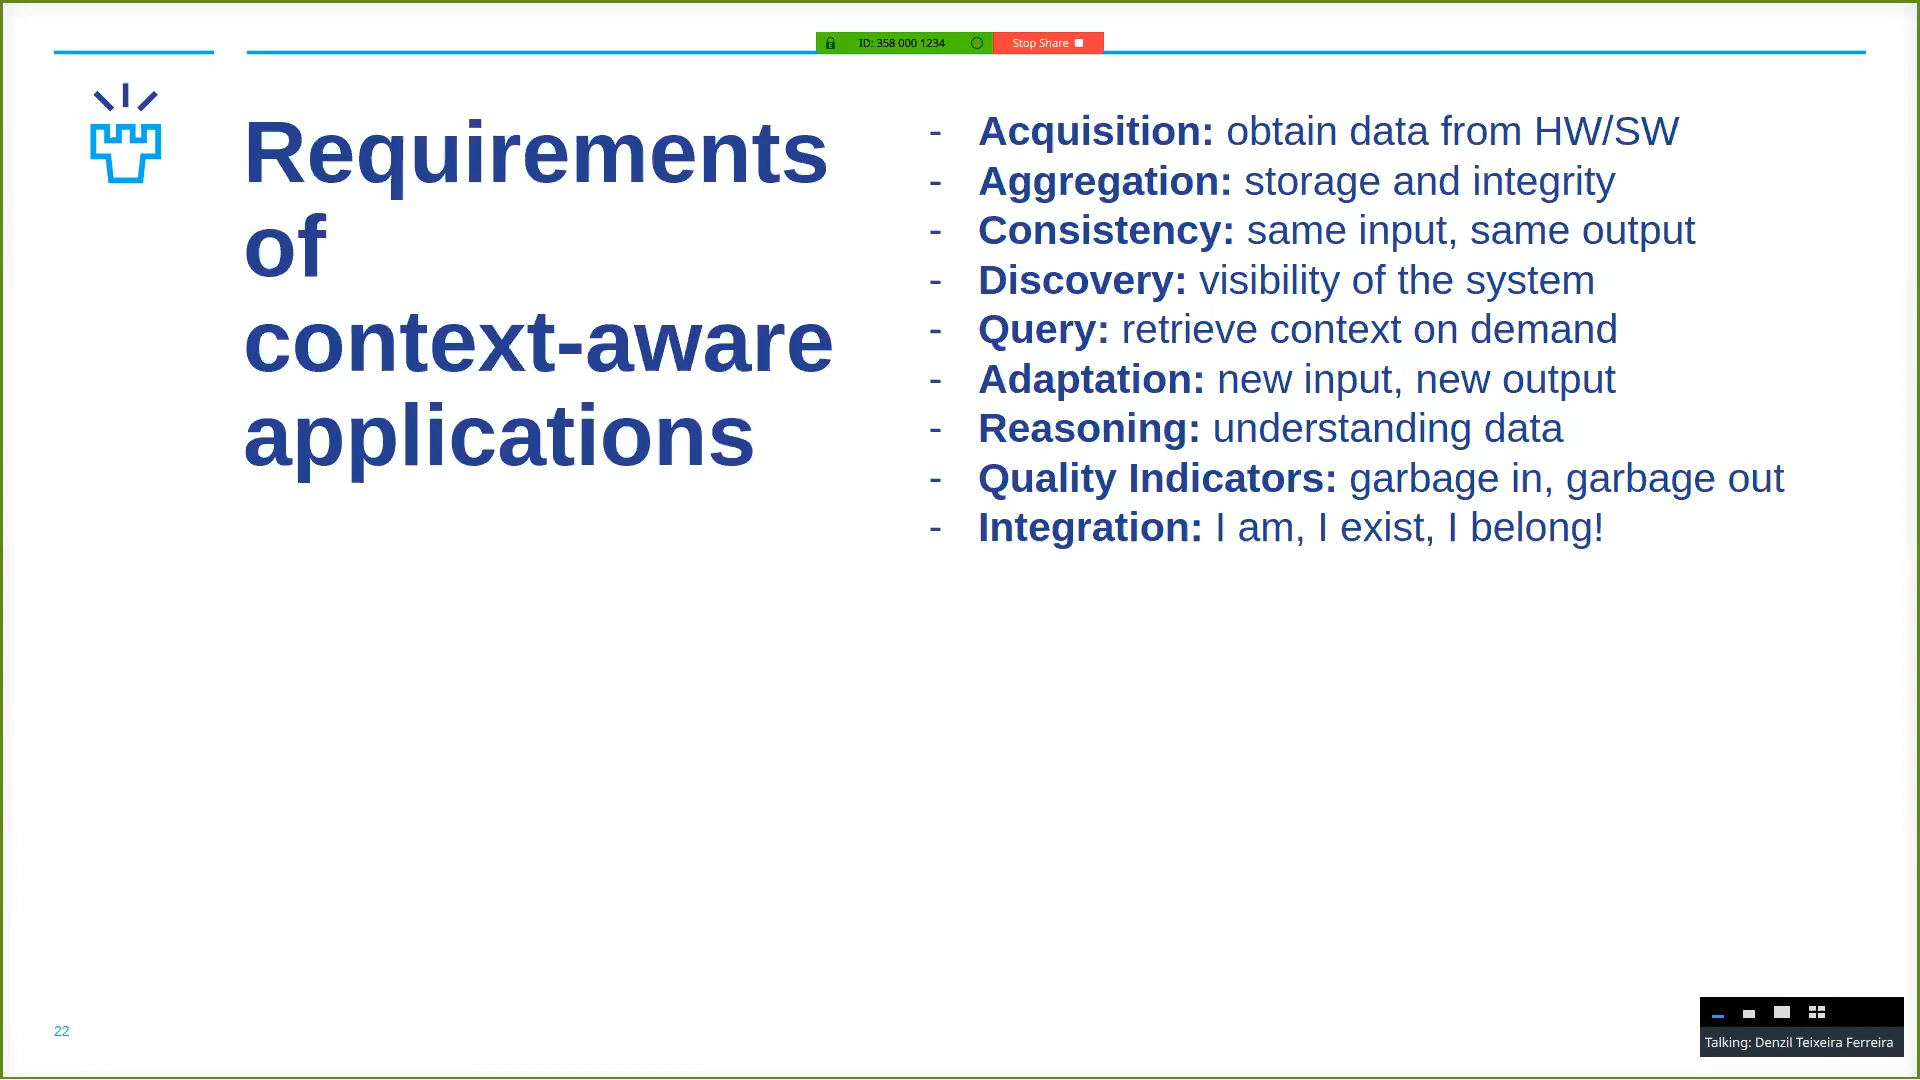 ID: 358 000 1234
Stop Share
Requirements
of
context-aware
applications
- Acquisition: obtain data from HW/SW
- Aggregation: storage and integrity
- Consistency: same input, same output
- Discovery: visibility of the system
- Query: retrieve context on demand
- Adaptation: new input, new output
- Reasoning: understanding data
- Quality Indicators: garbage in, garbage out
- Integration: I am, I exist, I belong!
22
Talking: Denzil Teixeira Ferreira